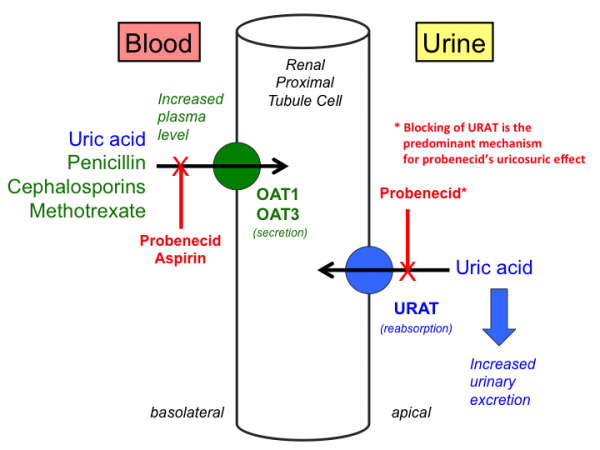 Blood
Urine
Renal
Proximal
Tubule Cell
Increased
plasma
level
* Blocking of URAT is the
predominant mechanism
for probenecid's uricosuric effect
Uric acid
Penicillin
Cephalosporins
Methotrexate
OAT1
OAT3
(secretion)
Probenecid*
Probenecid
Aspirin
Uric acid
URAT
(reabsorption)
Increased
urinary
excretion
basolateral
apical